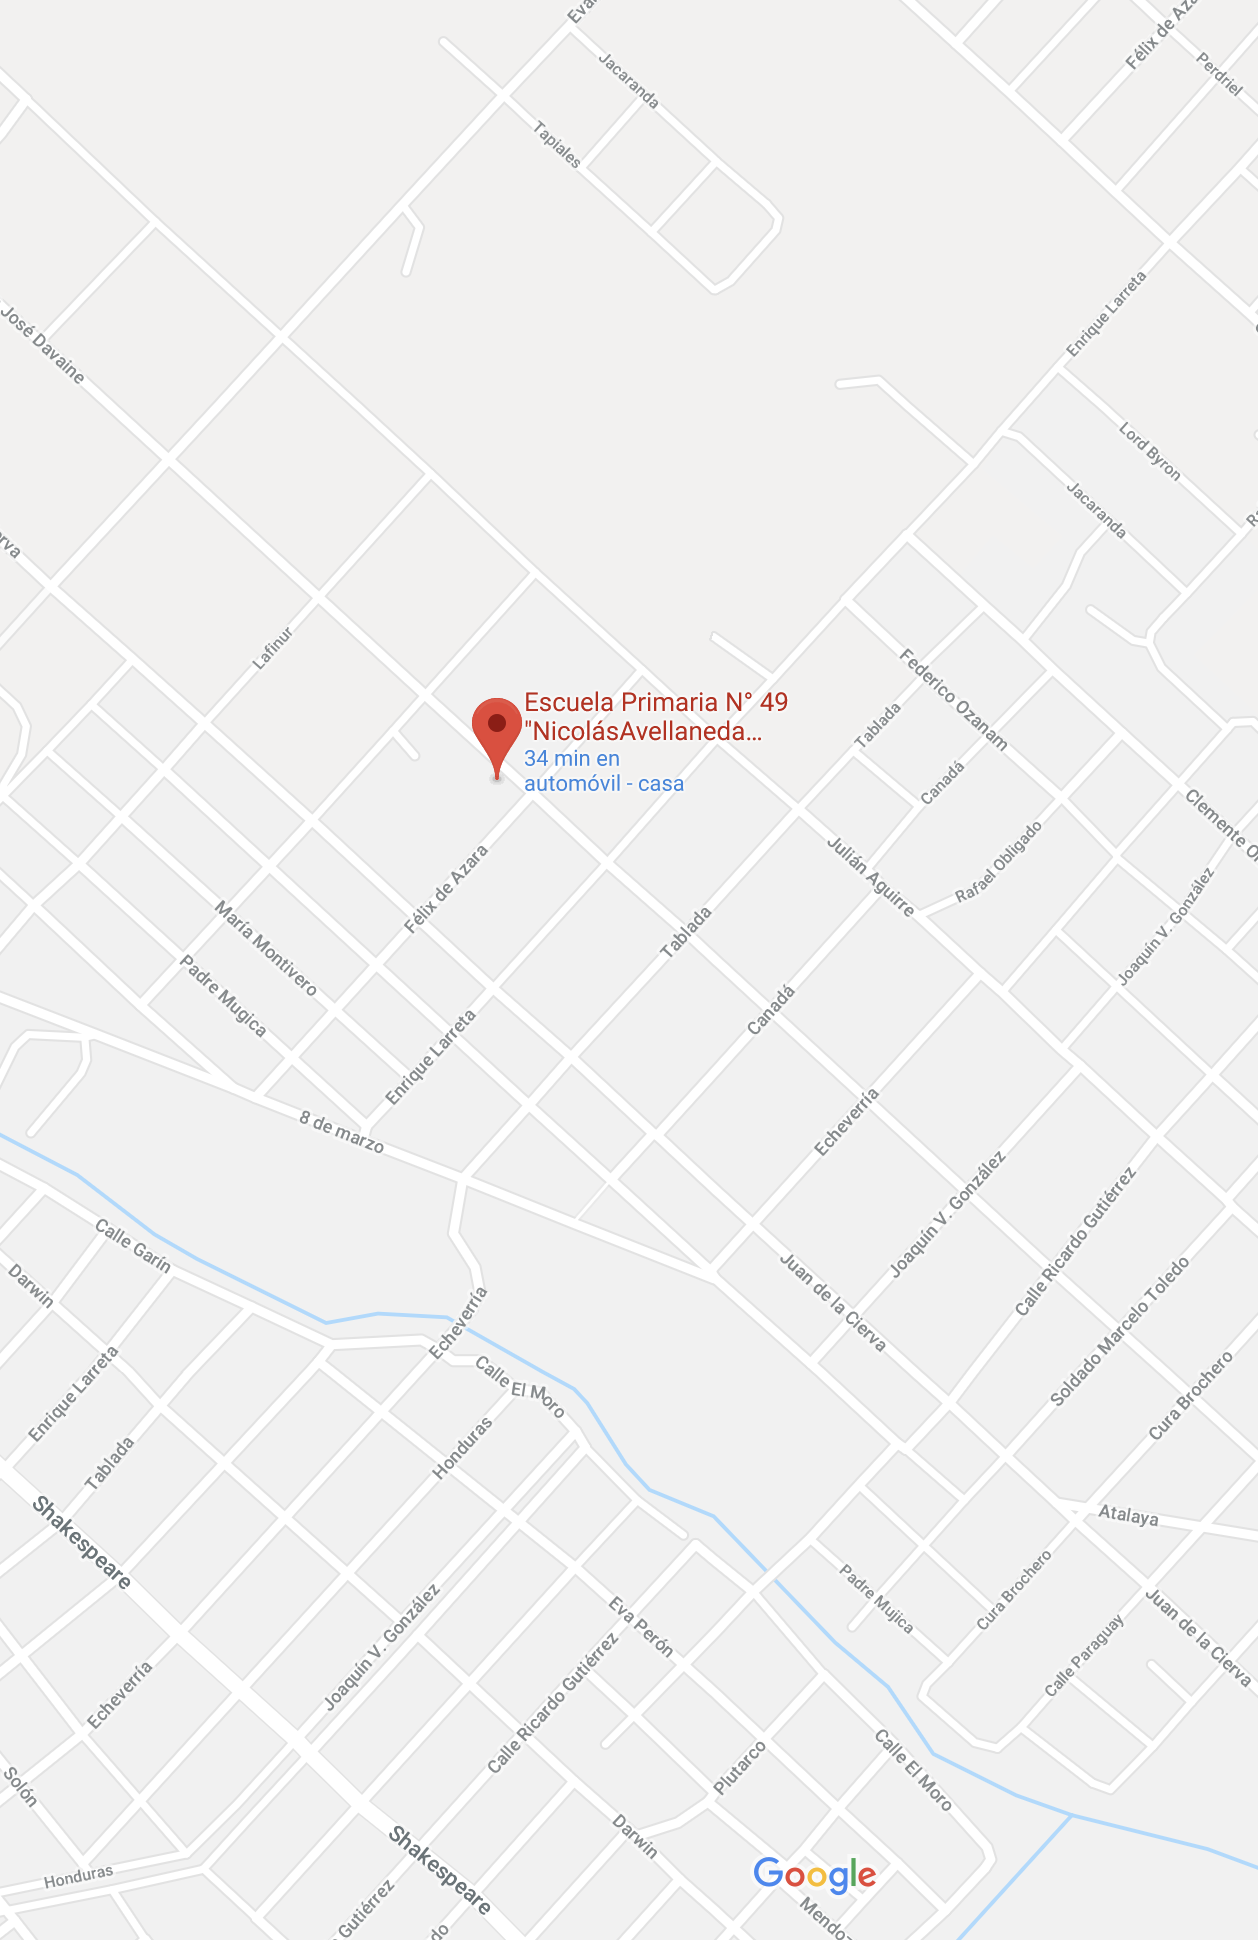 Jacaranda
Félix de Aza
Perdriel
Tapiales
Enrique Larreta
José Davaine
Lord Byron
Jacaranda
Lafinur
Federico Ozanam
Escuela Primaria N° 49
"NicolásAvellaneda...
34 min en
automóvil - casa
Tablada
Canadá
Clemente O
Julián Aguirre
Rafael Obligado
Félix de Azara
Joaquín V. González
María Montivero
Tablada
Padre Mugica
Canadá
Enrique Larreta
8 de marzo
Echeverría
Joaquín V. González
Calle Ricardo Gutiérrez
Calle Garín
Darwin
Juan de la Cierva
Soldado Marcelo Toledo
Echeverría
Enrique Larreta
Calle El Moro
Cura Brochero
Honduras
Tablada
Shakespeare
Atalaya
Padre Mujica
Cura Brochero
Juan de la Cierva
Joaquín V. González
Eva Perón
Calle Paraguay
Calle Ricardo Gutiérrez
Echeverría
Solón
Plutarco
Calle El Moro
Darwin
Shakespeare
Honduras
Google
Gutiérrez
do
Mendoz